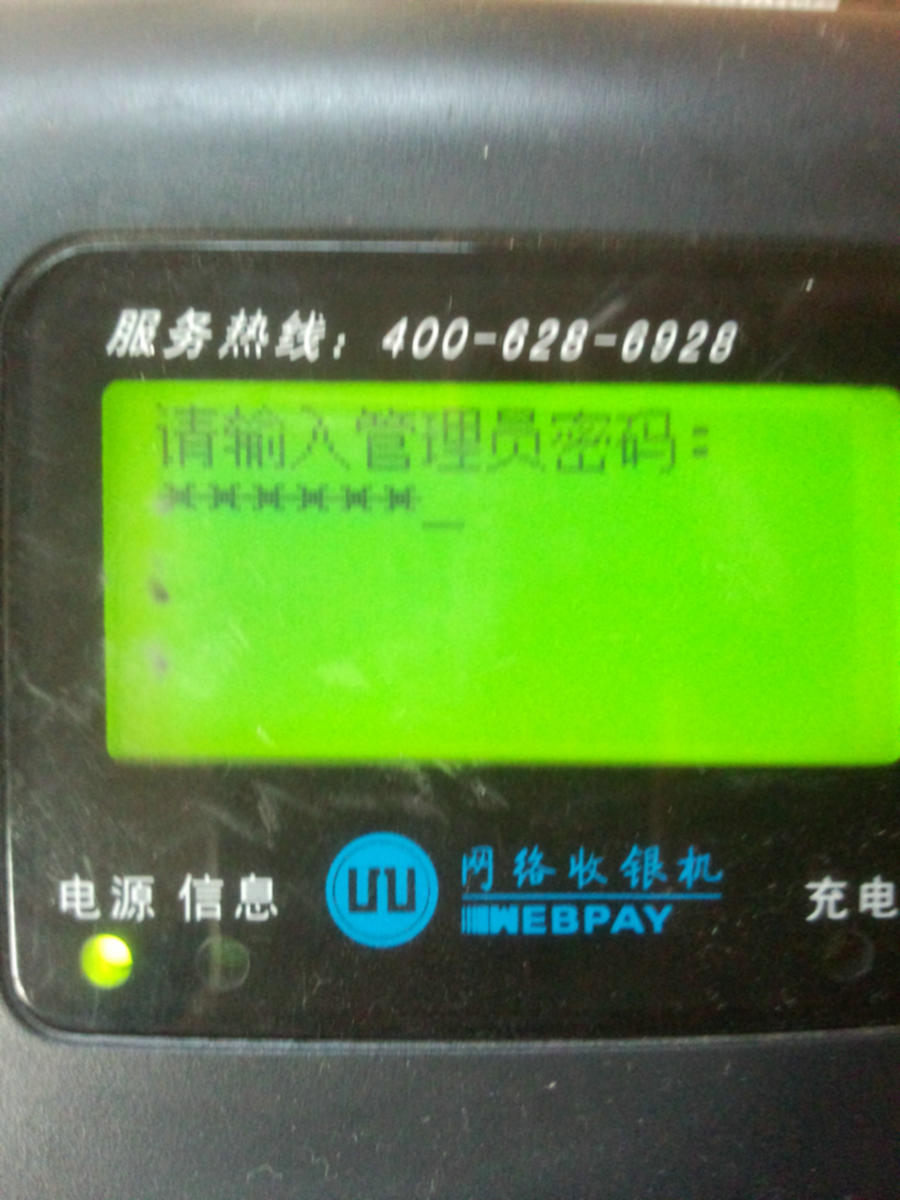 服务热线：400-628-6928
请输入管理员密码：
******_
电源 信息
网络收银机
WEBPAY
充电